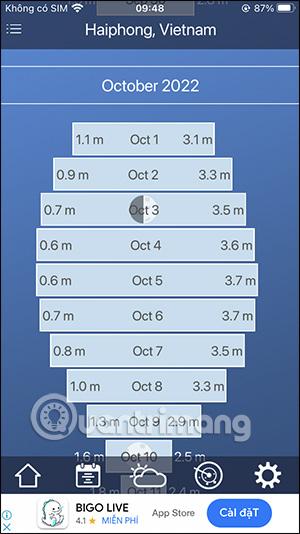 Không có SIM 09:48 87%
Haiphong, Vietnam
October 2022
1.1 m Oct 1 3.1 m
0.9 m Oct 2 3.3 m
0.7 m Oct 3 3.5 m
0.6 m Oct 4 3.6 m
0.6 m Oct 5 3.7 m
0.7 m Oct 6 3.7 m
0.8 m Oct 7 3.5 m
1.0 m Oct 8 3.3 m
1.3 m Oct 9 2.9 m
Quantrimang
1.6 m Oct 10 2.5 m
1.8 m Oct 11 2.4 m
BIGO LIVE
4.1 ★ MIỄN PHÍ App Store Cài đặT